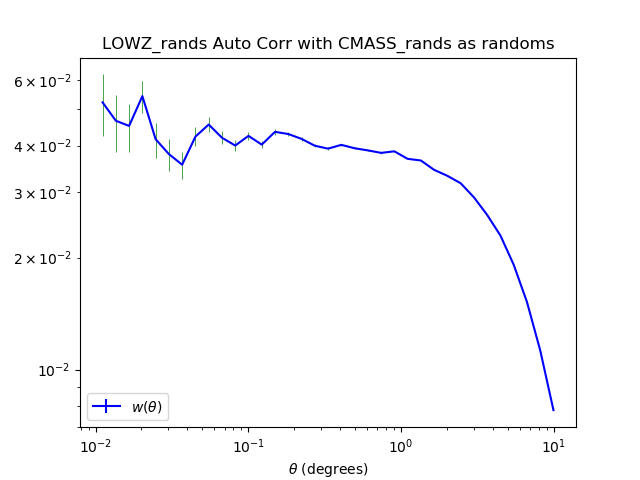 LOWZ_rands Auto Corr with CMASS_rands as randoms
6 × 10⁻²
4 × 10⁻²
3 × 10⁻²
2 × 10⁻²
10⁻²
w(θ)
10⁻² 10⁻¹ 10⁰ 10¹
θ (degrees)